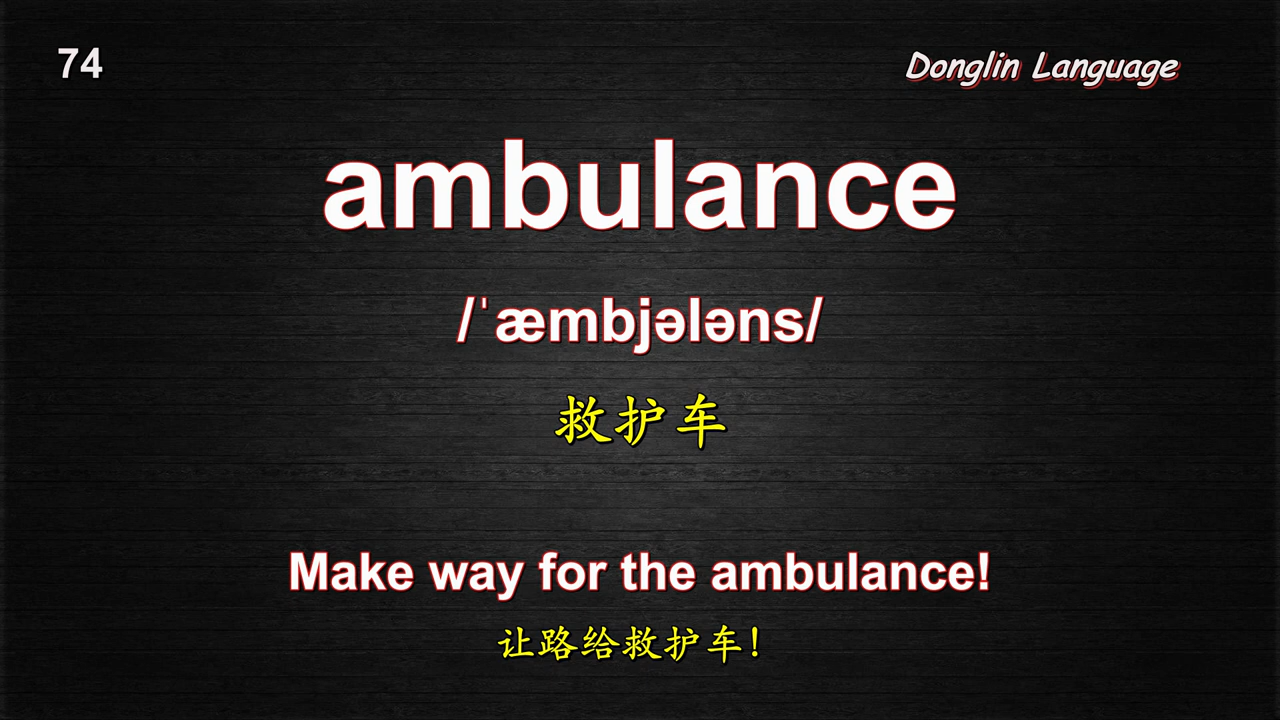 74
Donglin Language
ambulance
/ˈæmbjələns/
救护车
Make way for the ambulance!
让路给救护车！